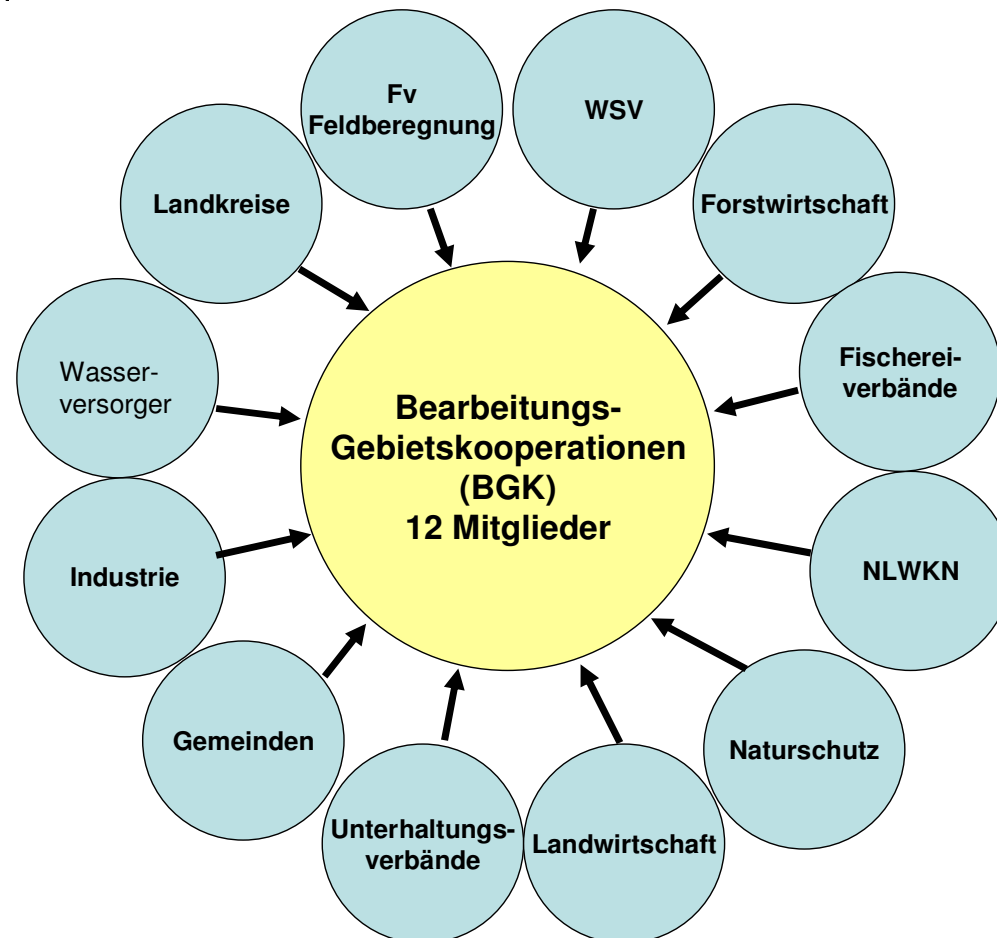 Fv
Feldberegnung
WSV
Landkreise
Forstwirtschaft
Wasser-
versorger
Fischerei-
verbände
Bearbeitungs-
Gebietskooperationen
(BGK)
12 Mitglieder
Industrie
NLWKN
Gemeinden
Naturschutz
Unterhaltungs-
verbände
Landwirtschaft